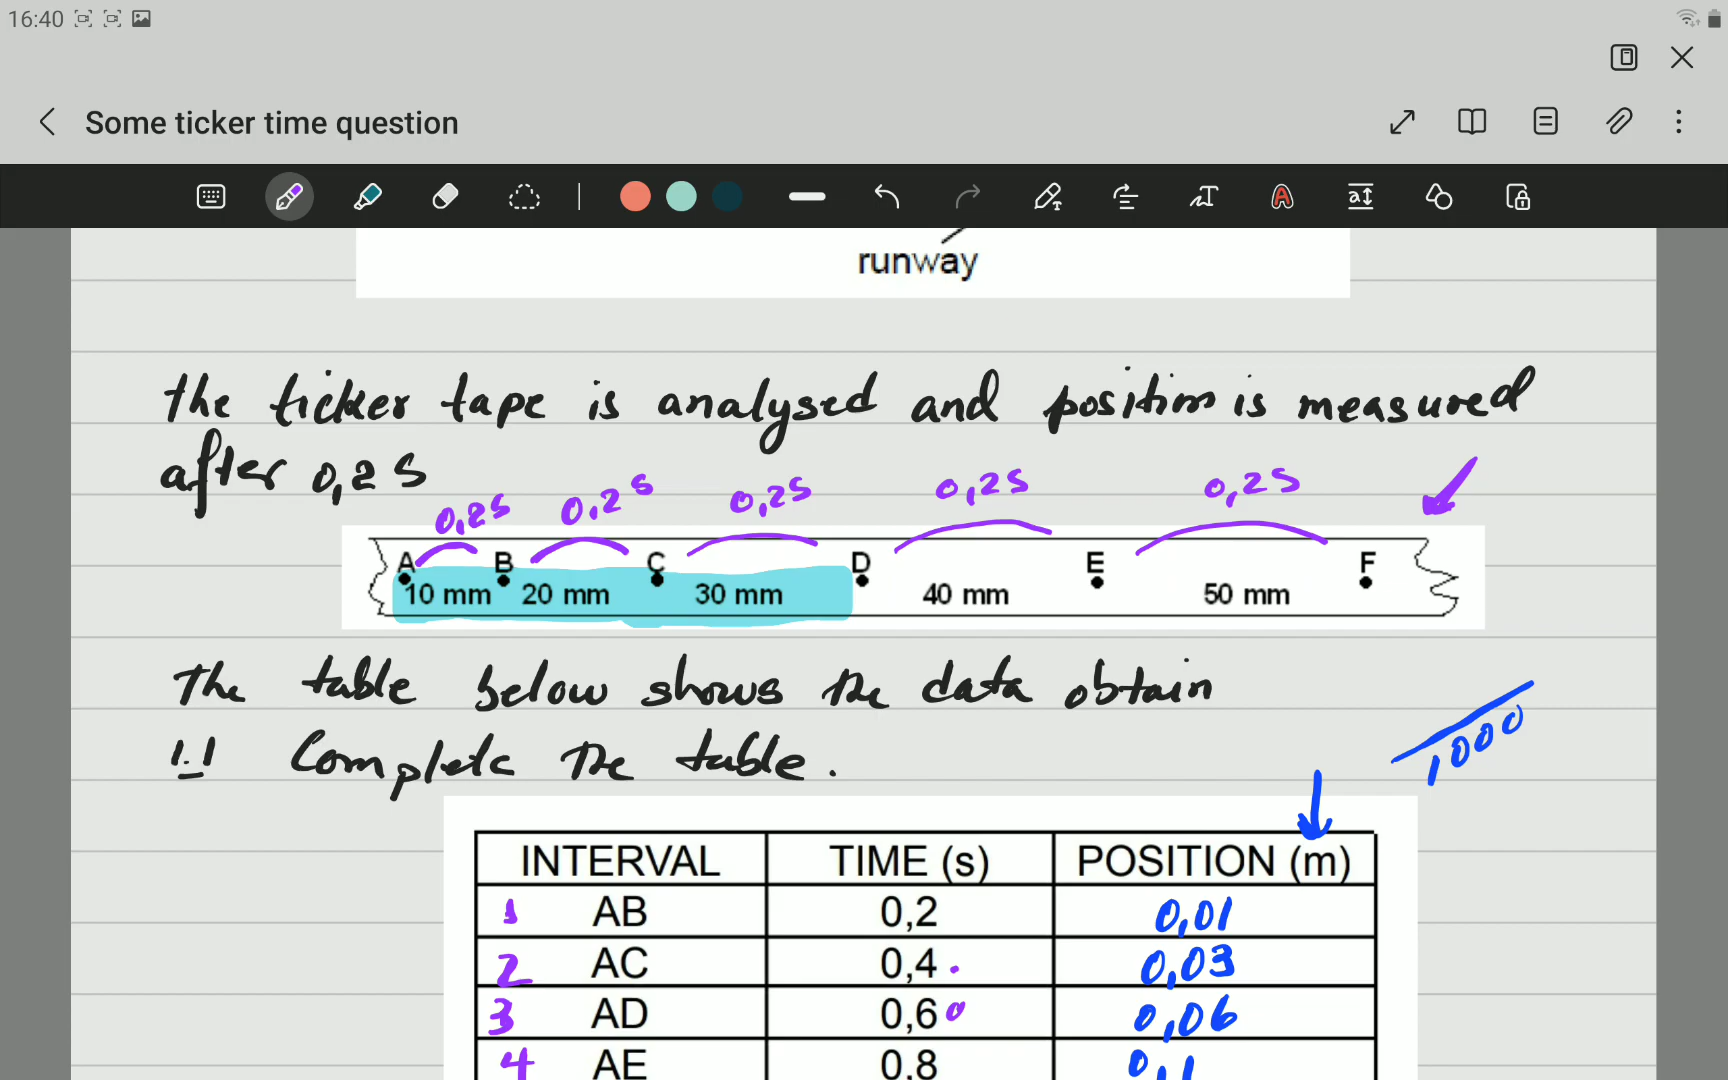 16:40
Some ticker time question
runway
The ticker tape is analysed and position is measured
after 0,2 s
0,2s 0,2s 0,2s 0,2s 0,2s
A B C D E F
10 mm 20 mm 30 mm 40 mm 50 mm
The table below shows the data obtain
1.1 Complete the table.
1000
INTERVAL TIME (s) POSITION (m)
1 AB 0,2 0,01
2 AC 0,4 0,03
3 AD 0,6 0,06
4 AE 0,8 0,1